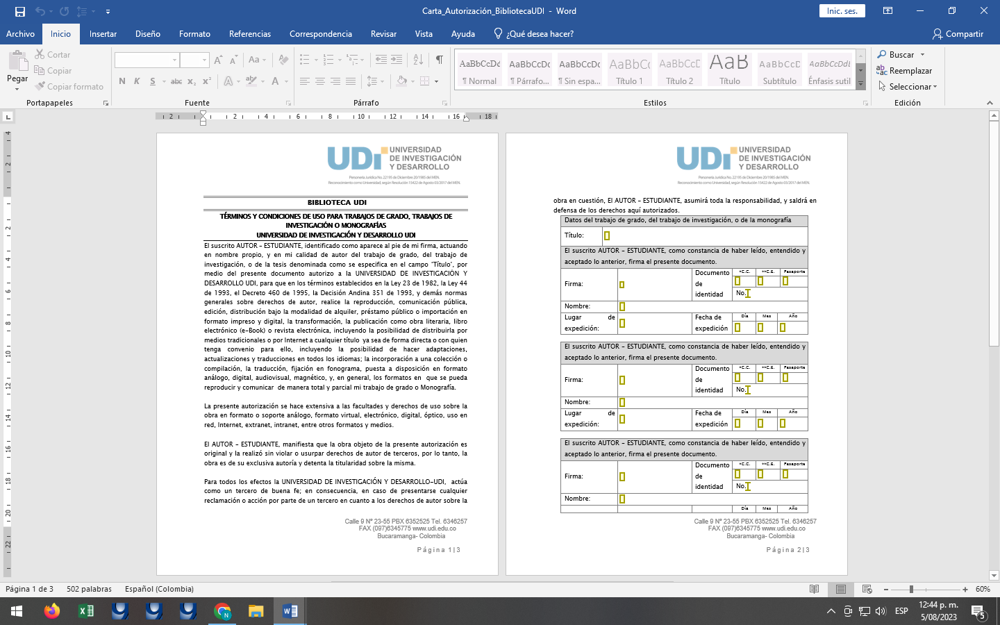 Carta_Autorización_BibliotecaUDI - Word
Inic. ses.
Archivo Inicio Insertar Diseño Formato Referencias Correspondencia Revisar Vista Ayuda ¿Qué desea hacer? Compartir
Pegar
Cortar
Copiar
Copiar formato
Portapapeles
Aa
N K S abc x₂ x² A aby A
Fuente
Párrafo
AaBbCcDc AaBbCcDc AaBbCcDc AaBbCc AaBbCcD AaB AaBbCcD AaBbCcDdE
¶ Normal ¶ Párrafo... ¶ Sin espa... Título 1 Título 2 Título Subtítulo Énfasis sutil
Estilos
Buscar
Reemplazar
Seleccionar
Edición
2 2 4 6 8 10 12 14 16 18
4 2 2 4 6 8 10 12 14 16 18 20 22
UDi UNIVERSIDAD
DE INVESTIGACIÓN
Y DESARROLLO
Personería Jurídica No. 22195 de Diciembre 20/1985 del MEN.
Reconocimiento como Universidad, según Resolución 15422 de Agosto 03/2017 del MEN.
BIBLIOTECA UDI
TÉRMINOS Y CONDICIONES DE USO PARA TRABAJOS DE GRADO, TRABAJOS DE
INVESTIGACIÓN O MONOGRAFÍAS
UNIVERSIDAD DE INVESTIGACIÓN Y DESARROLLO UDI
El suscrito AUTOR – ESTUDIANTE, identificado como aparece al pie de mi firma, actuando
en nombre propio, y en mi calidad de autor del trabajo de grado, del trabajo de
investigación, o de la tesis denominada como se especifica en el campo 'Título', por
medio del presente documento autorizo a la UNIVERSIDAD DE INVESTIGACIÓN Y
DESARROLLO UDI, para que en los términos establecidos en la Ley 23 de 1982, la Ley 44
de 1993, el Decreto 460 de 1995, la Decisión Andina 351 de 1993, y demás normas
generales sobre derechos de autor, realice la reproducción, comunicación pública,
edición, distribución bajo la modalidad de alquiler, préstamo público o importación en
formato impreso y digital, la transformación, la publicación como obra literaria, libro
electrónico (e-Book) o revista electrónica, incluyendo la posibilidad de distribuirla por
medios tradicionales o por Internet a cualquier título ya sea de forma directa o con quien
tenga convenio para ello, incluyendo la posibilidad de hacer adaptaciones,
actualizaciones y traducciones en todos los idiomas; la incorporación a una colección o
compilación, la traducción, fijación en fonograma, puesta a disposición en formato
análogo, digital, audiovisual, magnético, y, en general, los formatos en que se pueda
reproducir y comunicar de manera total y parcial mi trabajo de grado o Monografía.
La presente autorización se hace extensiva a las facultades y derechos de uso sobre la
obra en formato o soporte análogo, formato virtual, electrónico, digital, óptico, uso en
red, Internet, extranet, intranet, entre otros formatos y medios.
El AUTOR – ESTUDIANTE, manifiesta que la obra objeto de la presente autorización es
original y la realizó sin violar o usurpar derechos de autor de terceros, por lo tanto, la
obra es de su exclusiva autoría y detenta la titularidad sobre la misma.
Para todos los efectos la UNIVERSIDAD DE INVESTIGACIÓN Y DESARROLLO-UDI, actúa
como un tercero de buena fe; en consecuencia, en caso de presentarse cualquier
reclamación o acción por parte de un tercero en cuanto a los derechos de autor sobre la
Calle 9 Nº 23-55 PBX 6352525 Tel. 6346257
FAX (097)6345775 www.udi.edu.co
Bucaramanga- Colombia
Página 1|3
UDi UNIVERSIDAD
DE INVESTIGACIÓN
Y DESARROLLO
Personería Jurídica No. 22195 de Diciembre 20/1985 del MEN.
Reconocimiento como Universidad, según Resolución 15422 de Agosto 03/2017 del MEN.
obra en cuestión, El AUTOR – ESTUDIANTE, asumirá toda la responsabilidad, y saldrá en
defensa de los derechos aquí autorizados.
Datos del trabajo de grado, del trabajo de investigación, o de la monografía
Título:
El suscrito AUTOR – ESTUDIANTE, como constancia de haber leído, entendido y
aceptado lo anterior, firma el presente documento.
Firma:
Documento
de
identidad
*C.C. **C.E. Pasaporte
No.
Nombre:
Lugar de
expedición:
Fecha de
expedición
Día Mes Año
El suscrito AUTOR – ESTUDIANTE, como constancia de haber leído, entendido y
aceptado lo anterior, firma el presente documento.
Firma:
Documento
de
identidad
*C.C. **C.E. Pasaporte
No.
Nombre:
Lugar de
expedición:
Fecha de
expedición
Día Mes Año
El suscrito AUTOR – ESTUDIANTE, como constancia de haber leído, entendido y
aceptado lo anterior, firma el presente documento.
Firma:
Documento
de
identidad
*C.C. **C.E. Pasaporte
No.
Nombre:
Día Mes Año
Calle 9 Nº 23-55 PBX 6352525 Tel. 6346257
FAX (097)6345775 www.udi.edu.co
Bucaramanga- Colombia
Página 2|3
Página 1 de 3 502 palabras Español (Colombia) 60%
ESP
12:44 p. m.
5/08/2023
5